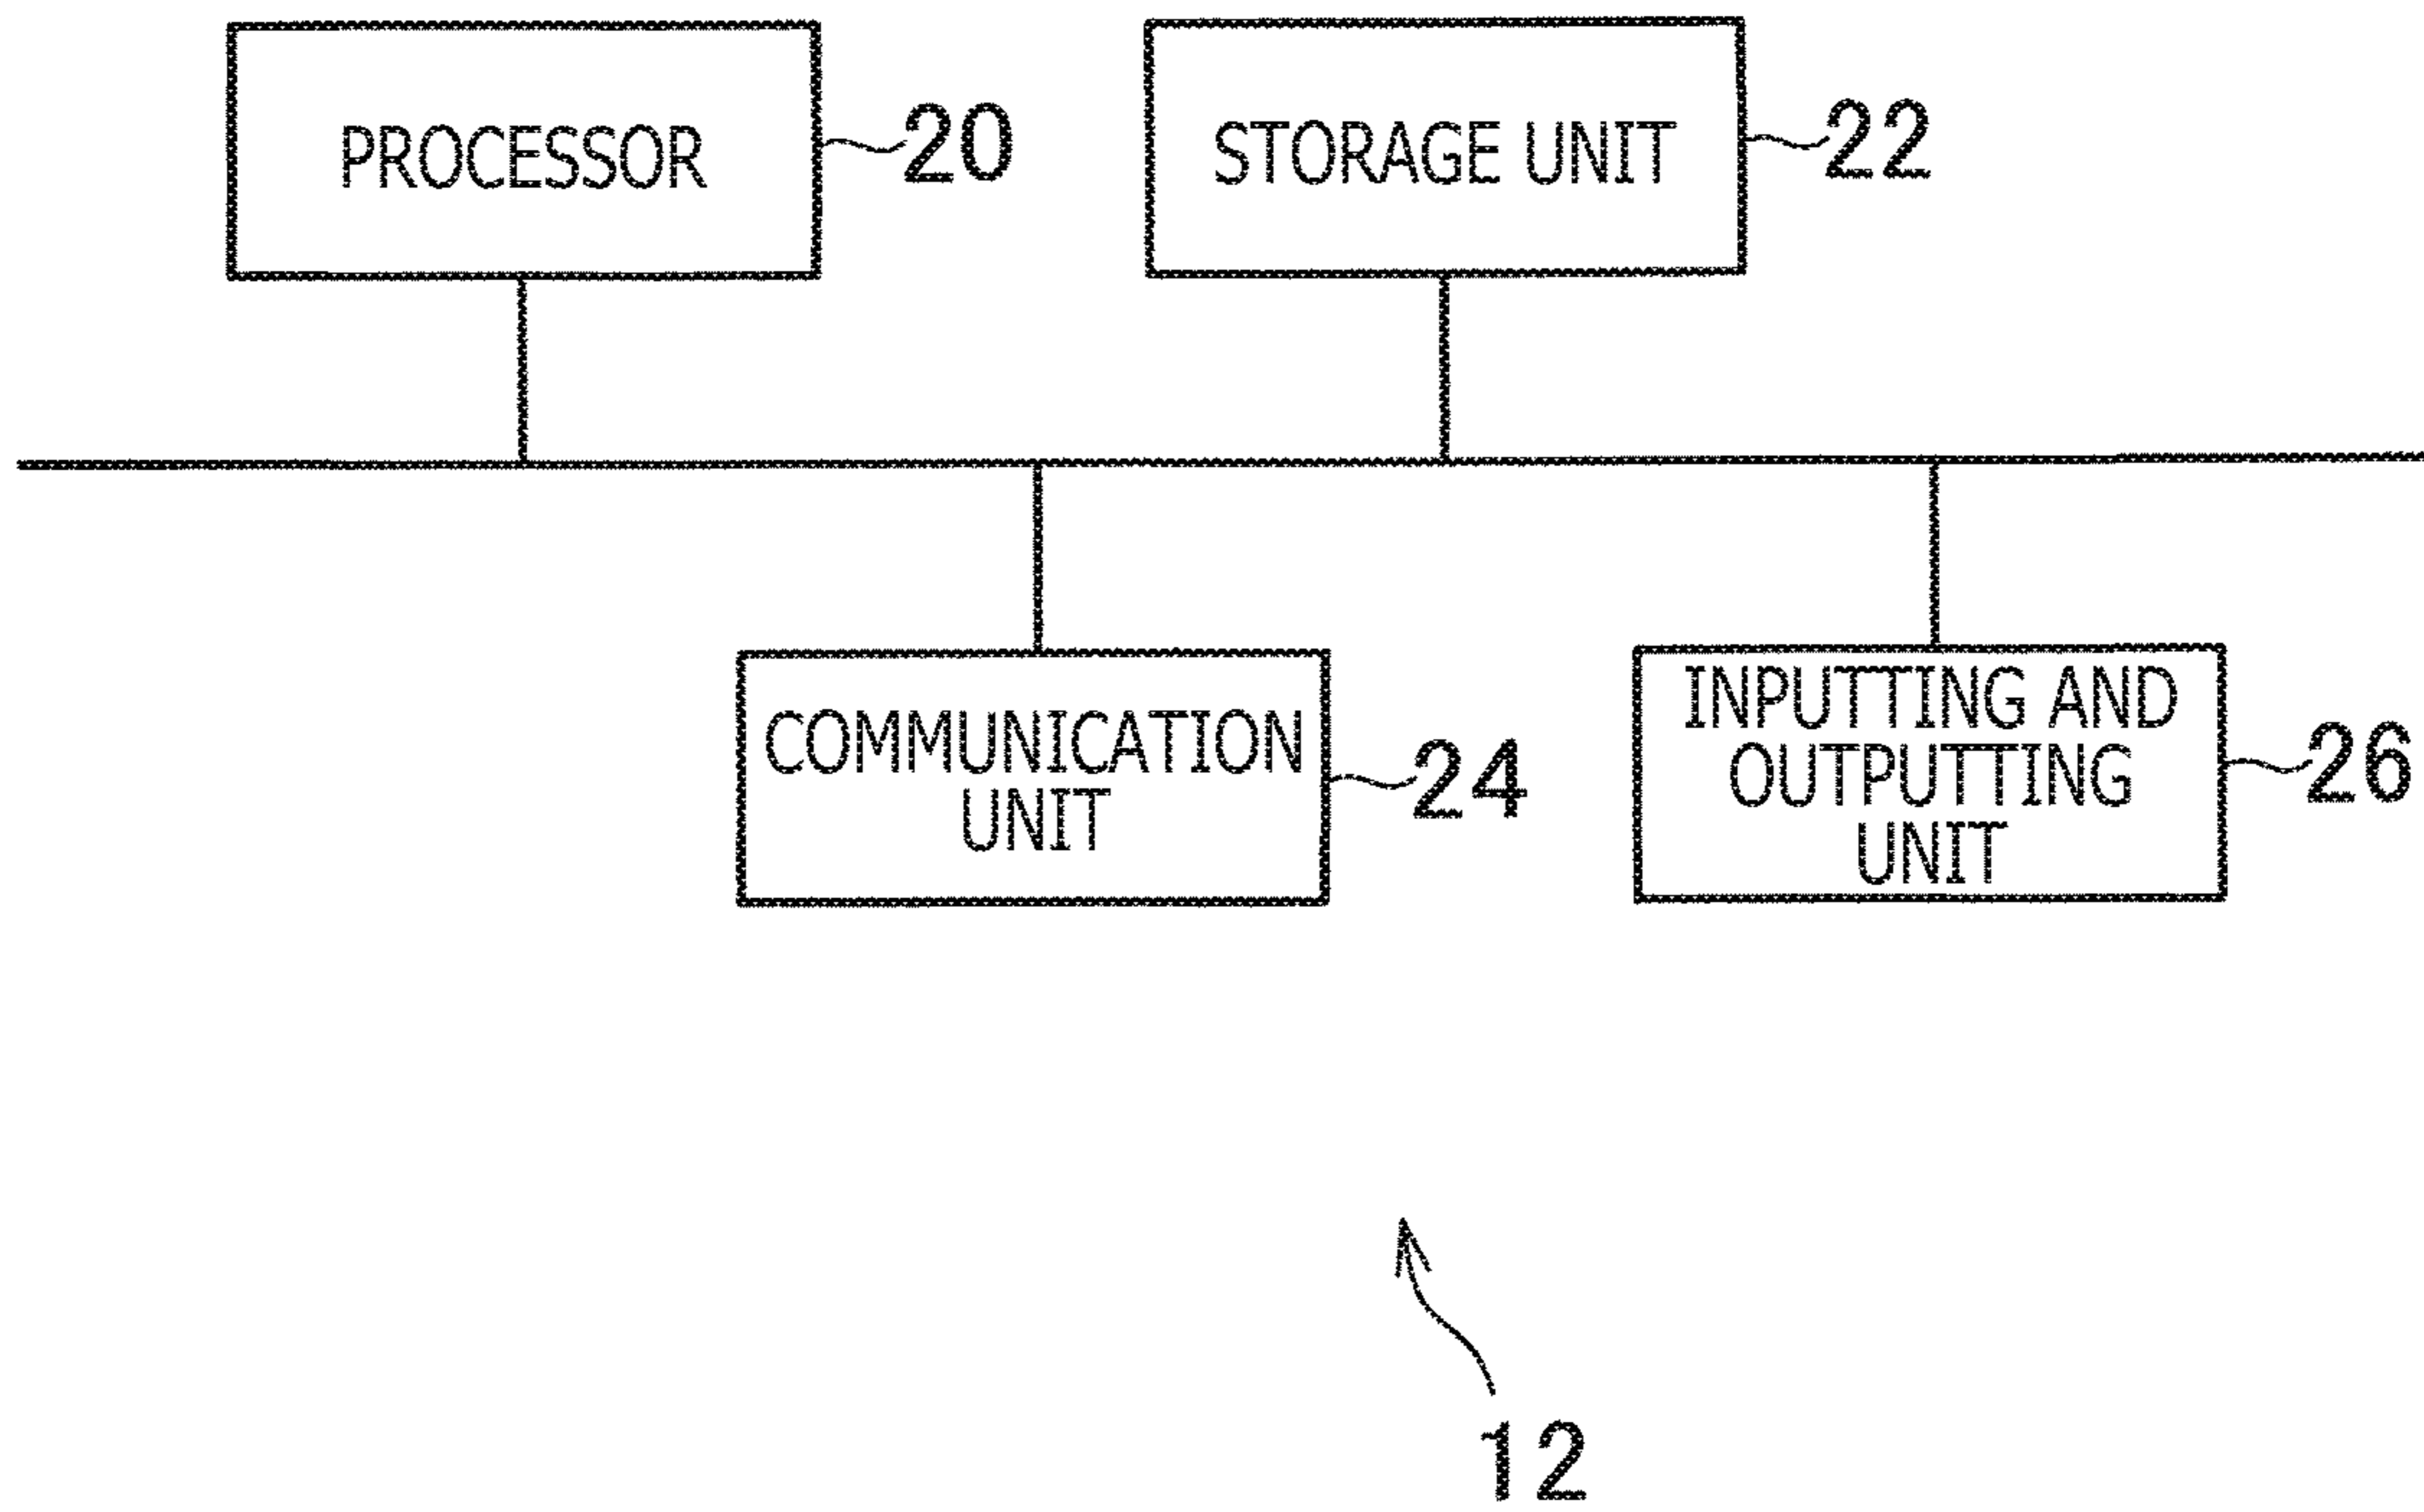 PROCESSOR
20
STORAGE UNIT
22
COMMUNICATION
UNIT
24
INPUTTING AND
OUTPUTTING
UNIT
26
12